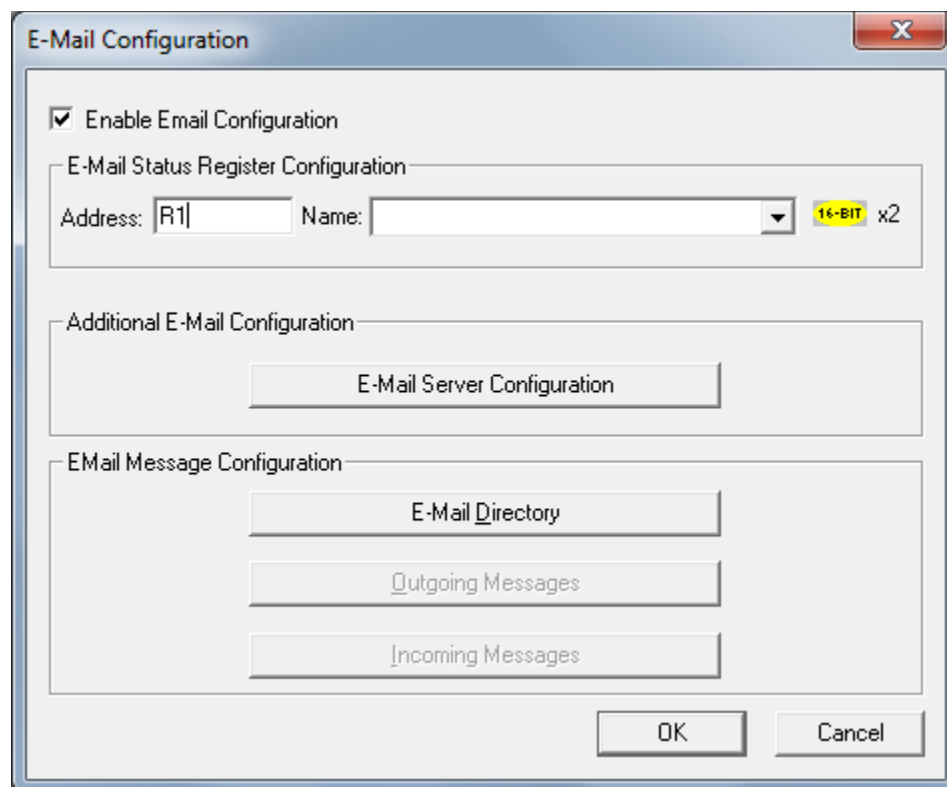 E-Mail Configuration
Enable Email Configuration
E-Mail Status Register Configuration
Address: R1 Name: 16-BIT x2
Additional E-Mail Configuration
E-Mail Server Configuration
EMail Message Configuration
E-Mail Directory
Outgoing Messages
Incoming Messages
OK Cancel